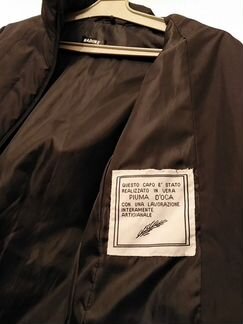 QUESTO CAPO E' STATO
REALIZZATO IN VERA
PIUMA D'OCA
CON UNA LAVORAZIONE
INTERAMENTE
ARTIGIANALE